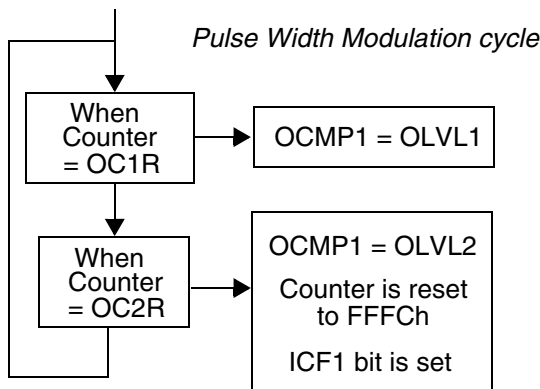 Pulse Width Modulation cycle
When
Counter
= OC1R
OCMP1 = OLVL1
When
Counter
= OC2R
OCMP1 = OLVL2
Counter is reset
to FFFCh
ICF1 bit is set